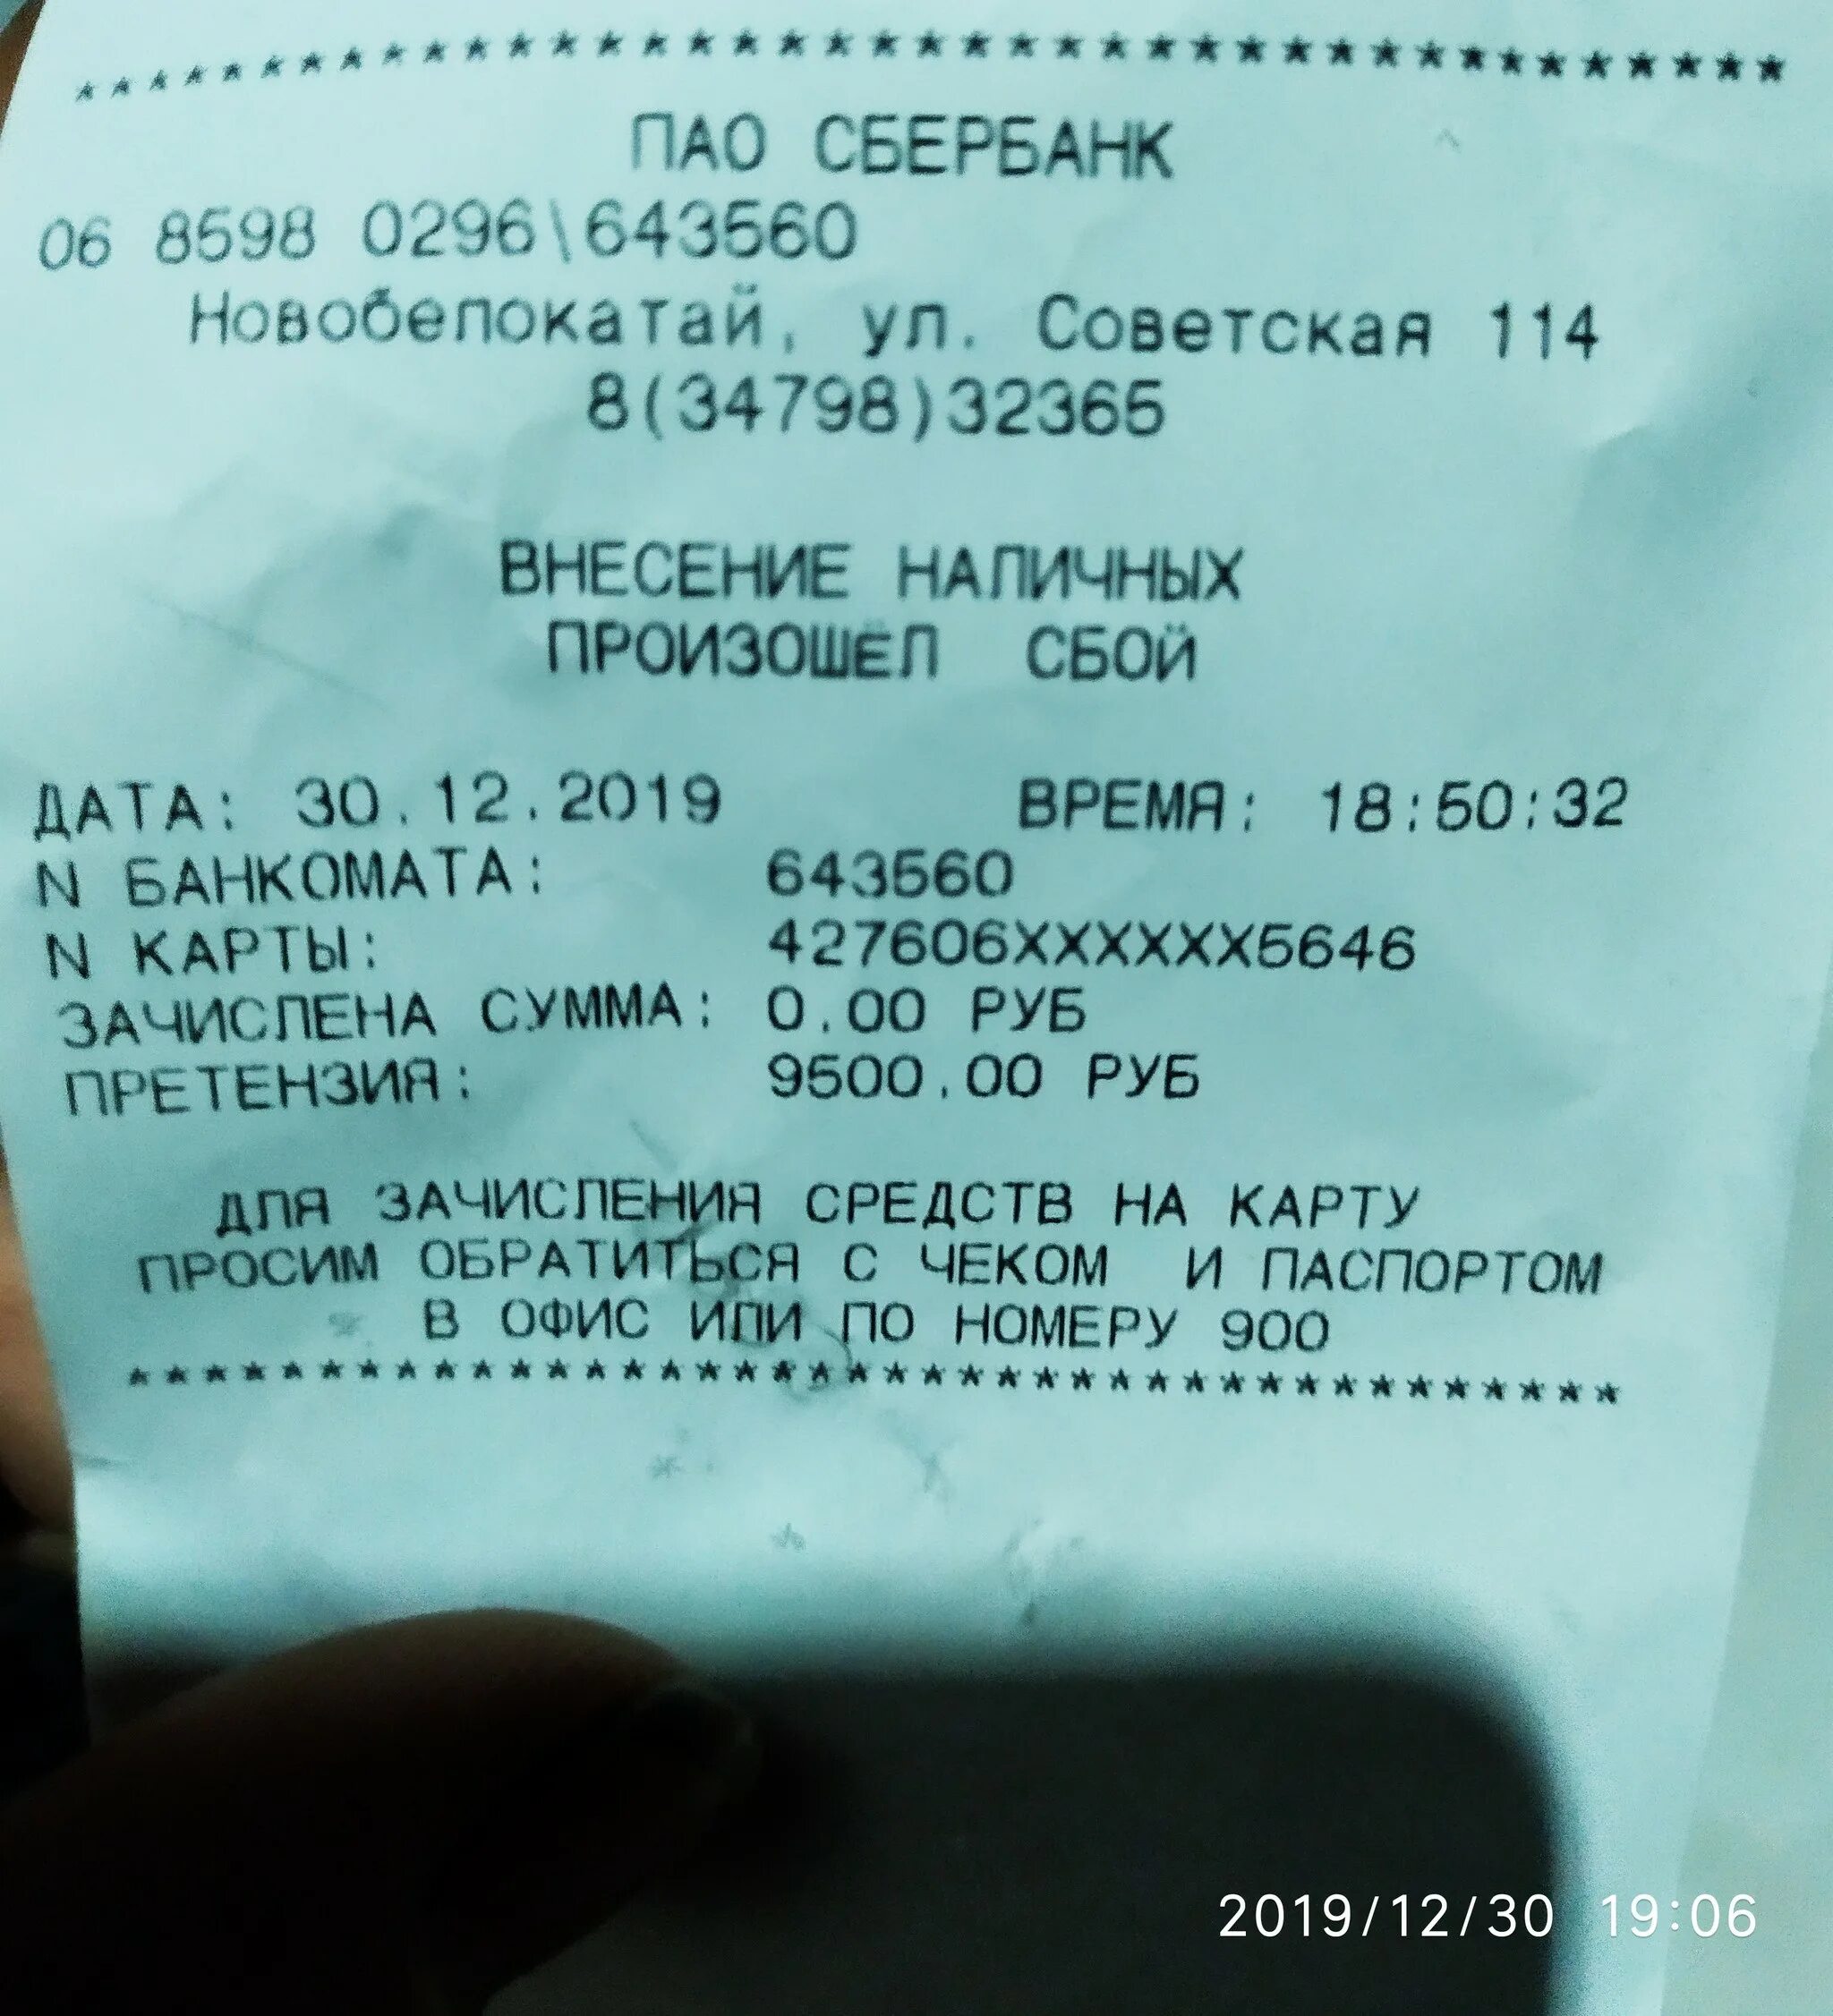 ****************************************
ПАО СБЕРБАНК
06 8598 0296\643560
Новобелокатай, ул. Советская 114
8(34798)32365
ВНЕСЕНИЕ НАЛИЧНЫХ
ПРОИЗОШЁЛ СБОЙ
ДАТА: 30.12.2019 ВРЕМЯ: 18:50:32
N БАНКОМАТА: 643560
N КАРТЫ: 427606XXXXXX5646
ЗАЧИСЛЕНА СУММА: 0.00 РУБ
ПРЕТЕНЗИЯ: 9500.00 РУБ
ДЛЯ ЗАЧИСЛЕНИЯ СРЕДСТВ НА КАРТУ
ПРОСИМ ОБРАТИТЬСЯ С ЧЕКОМ И ПАСПОРТОМ
В ОФИС ИЛИ ПО НОМЕРУ 900
****************************************
2019/12/30 19:06